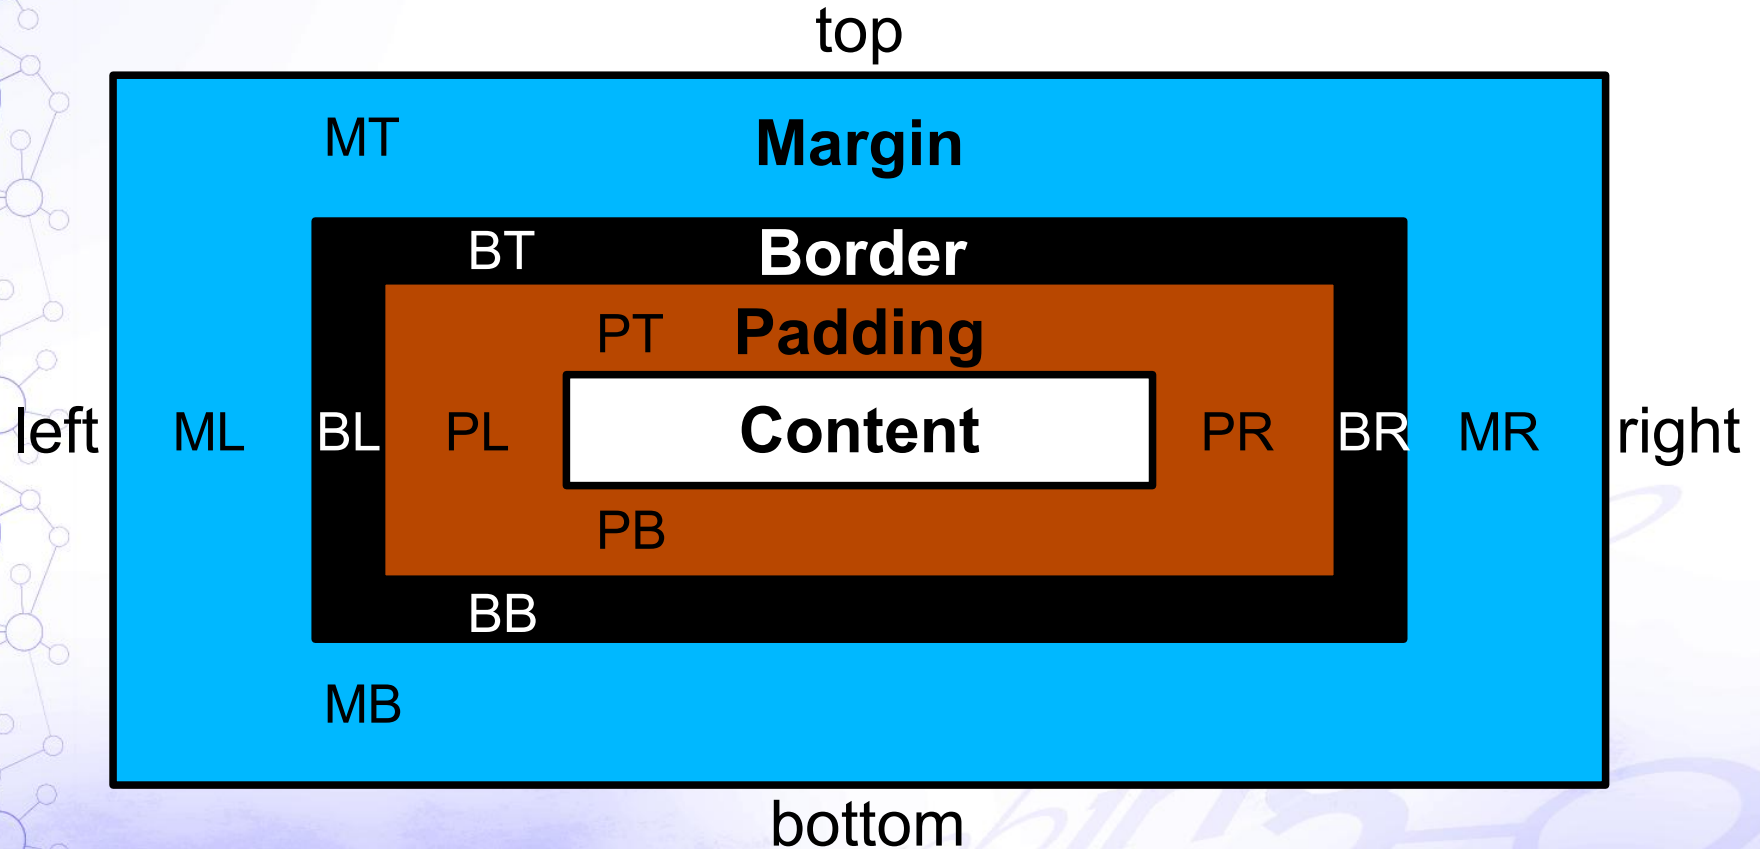 top
MT Margin
BT Border
PT Padding
left ML BL PL Content PR BR MR right
PB
BB
MB
bottom